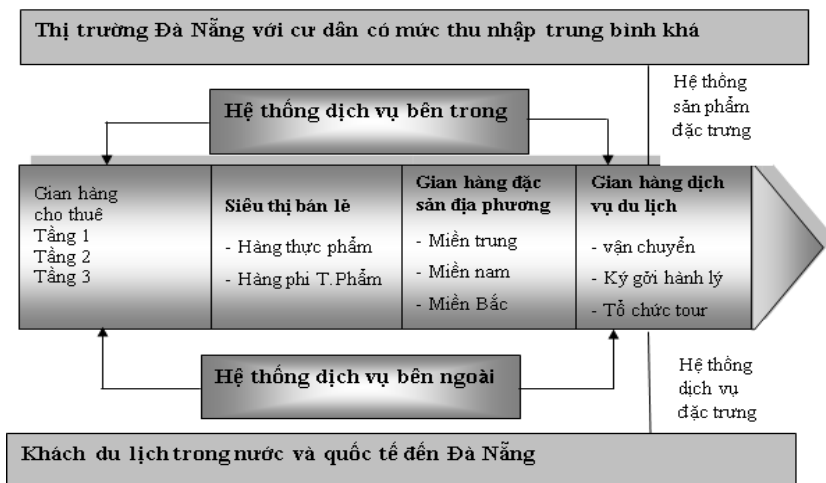 Thị trường Đà Nẵng với cư dân có mức thu nhập trung bình khá
Hệ thống
sản phẩm
đặc trưng
Hệ thống dịch vụ bên trong
Gian hàng
cho thuê
Tầng 1
Tầng 2
Tầng 3
Siêu thị bán lẽ
- Hàng thực phẩm
- Hàng phi T.Phẩm
Gian hàng đặc
sản địa phương
- Miền trung
- Miền nam
- Miền Bắc
Gian hàng dịch
vụ du lịch
- vận chuyển
- Ký gởi hành lý
- Tổ chức tour
Hệ thống dịch vụ bên ngoài
Hệ thống
dịch vụ
đặc trưng
Khách du lịch trong nước và quốc tế đến Đà Nẵng